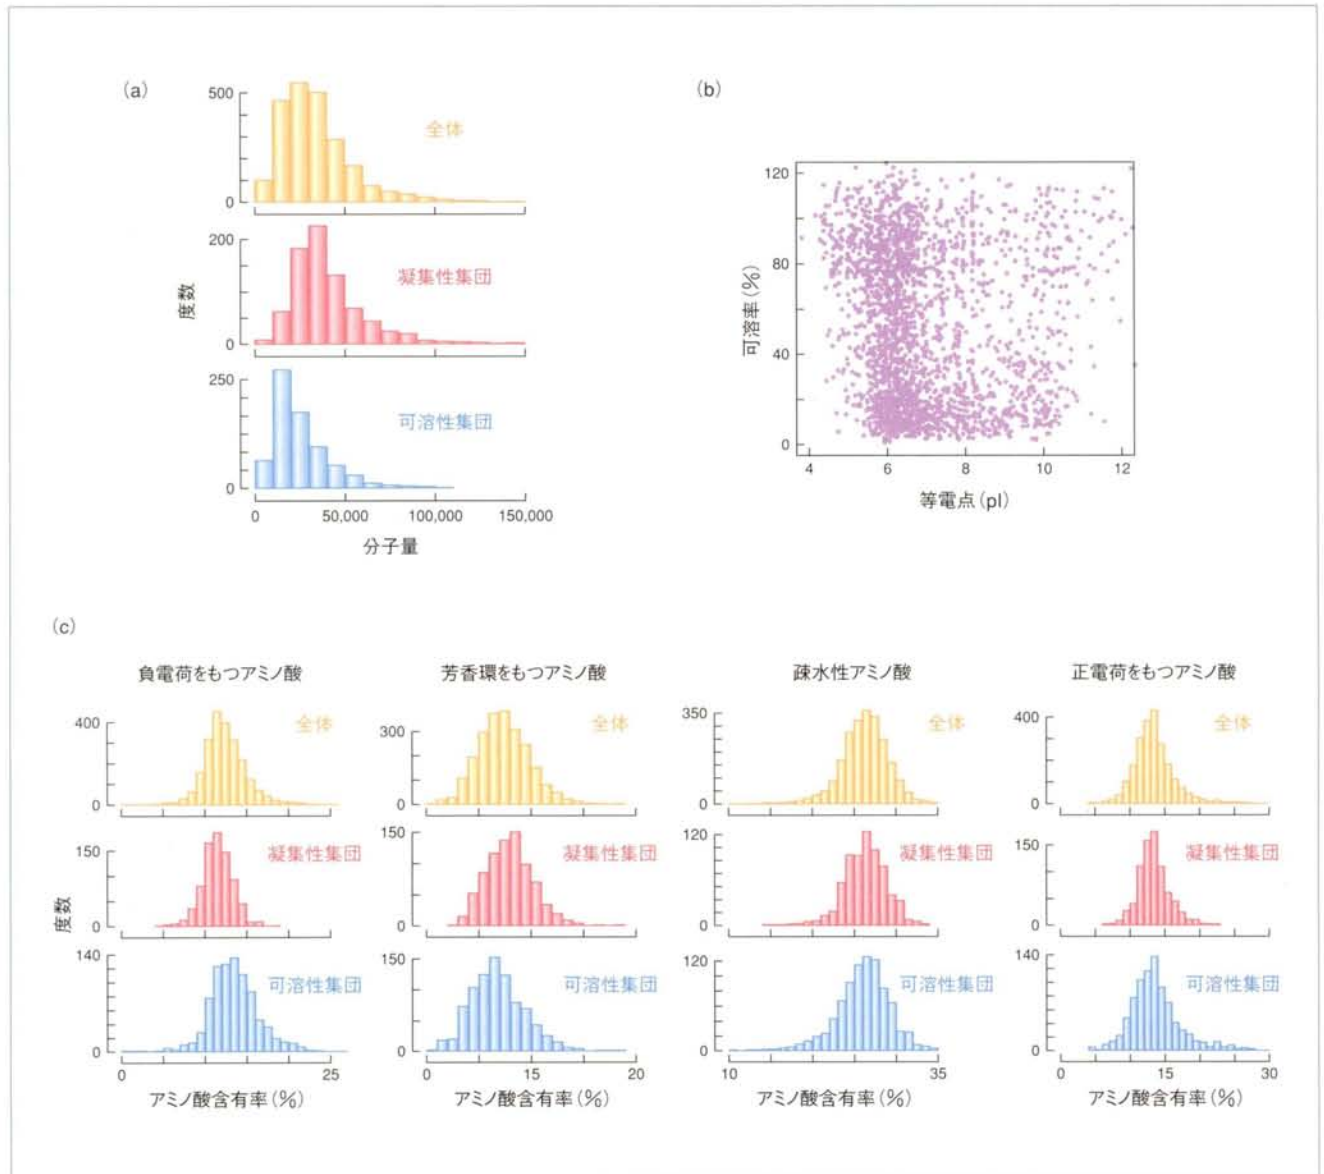 (a)
500
0
全体
200
0
凝集性集団
250
0
可溶性集団
度数
0 50,000 100,000 150,000
分子量
(b)
120
80
40
0
可溶率(%)
4 6 8 10 12
等電点(pI)
(c)
負電荷をもつアミノ酸
400
0
全体
150
0
凝集性集団
140
0
可溶性集団
度数
0 25
アミノ酸含有率(%)
芳香環をもつアミノ酸
300
0
全体
150
0
凝集性集団
150
0
可溶性集団
0 15 20
アミノ酸含有率(%)
疎水性アミノ酸
350
0
全体
120
0
凝集性集団
120
0
可溶性集団
10 35
アミノ酸含有率(%)
正電荷をもつアミノ酸
400
0
全体
150
0
凝集性集団
140
0
可溶性集団
0 15 30
アミノ酸含有率(%)